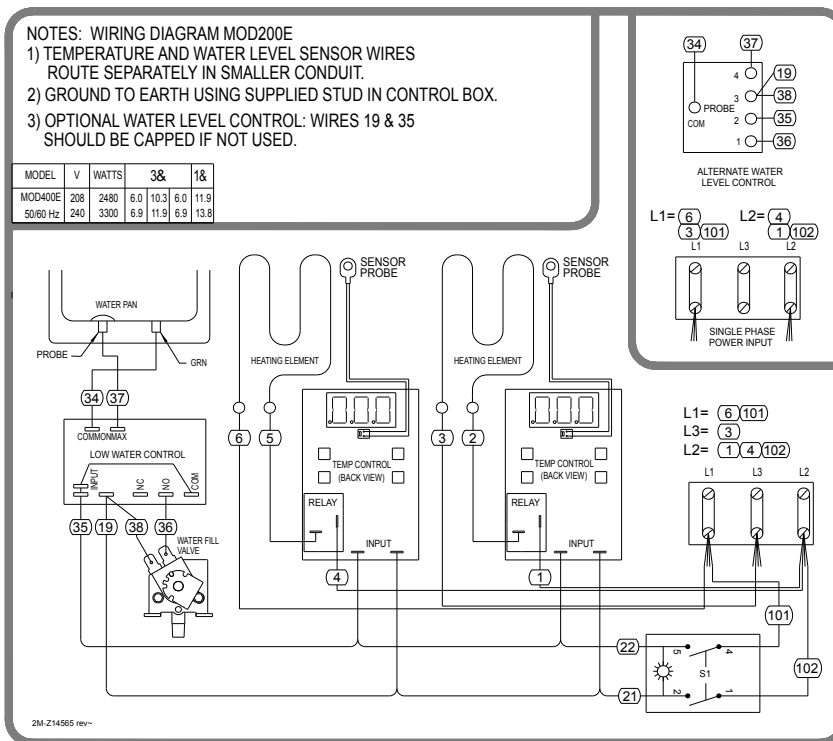 NOTES: WIRING DIAGRAM MOD200E
1) TEMPERATURE AND WATER LEVEL SENSOR WIRES
ROUTE SEPARATELY IN SMALLER CONDUIT.
2) GROUND TO EARTH USING SUPPLIED STUD IN CONTROL BOX.
3) OPTIONAL WATER LEVEL CONTROL: WIRES 19 & 35
SHOULD BE CAPPED IF NOT USED.
MODEL V WATTS 3& 1&
MOD400E 208 2480 6.0 10.3 6.0 11.9
50/60 Hz 240 3300 6.9 11.9 6.9 13.8
34 37
4
19
3
38
PROBE
COM
2 35
1 36
ALTERNATE WATER
LEVEL CONTROL
L1= 6 L2= 4
3 101 1 102
L1 L3 L2
SINGLE PHASE
POWER INPUT
WATER PAN
PROBE
GRN
34 37
COMMON MAX
LOW WATER CONTROL
INPUT NC NO COM
35 19 38 36
WATER FILL
VALVE
SENSOR
PROBE
HEATING ELEMENT
6 5
TEMP CONTROL
(BACK VIEW)
RELAY
INPUT
4
SENSOR
PROBE
HEATING ELEMENT
3 2
TEMP CONTROL
(BACK VIEW)
RELAY
INPUT
1
L1= 6 101
L3= 3
L2= 1 4 102
L1 L3 L2
101
22
5 4
S1
102
21
2 1
2M-Z14565 rev~